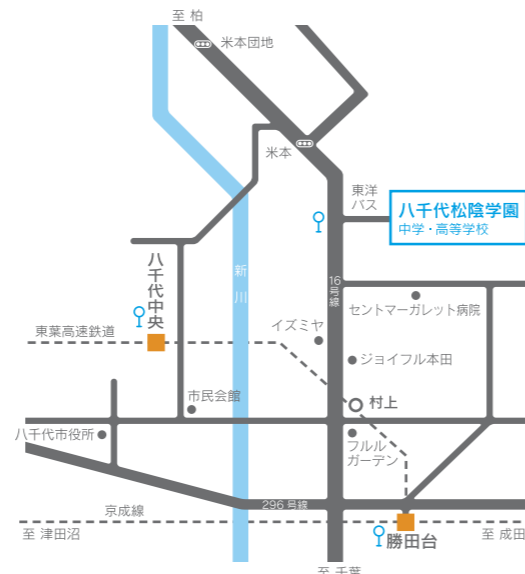 至 柏
米本団地
米本
東洋
バス
八千代松陰学園
中学・高等学校
新川
16号線
八千代中央
セントマーガレット病院
東葉高速鉄道
イズミヤ
ジョイフル本田
市民会館
村上
八千代市役所
フルル
ガーデン
296号線
京成線
至 津田沼
勝田台
至 成田
至 千葉